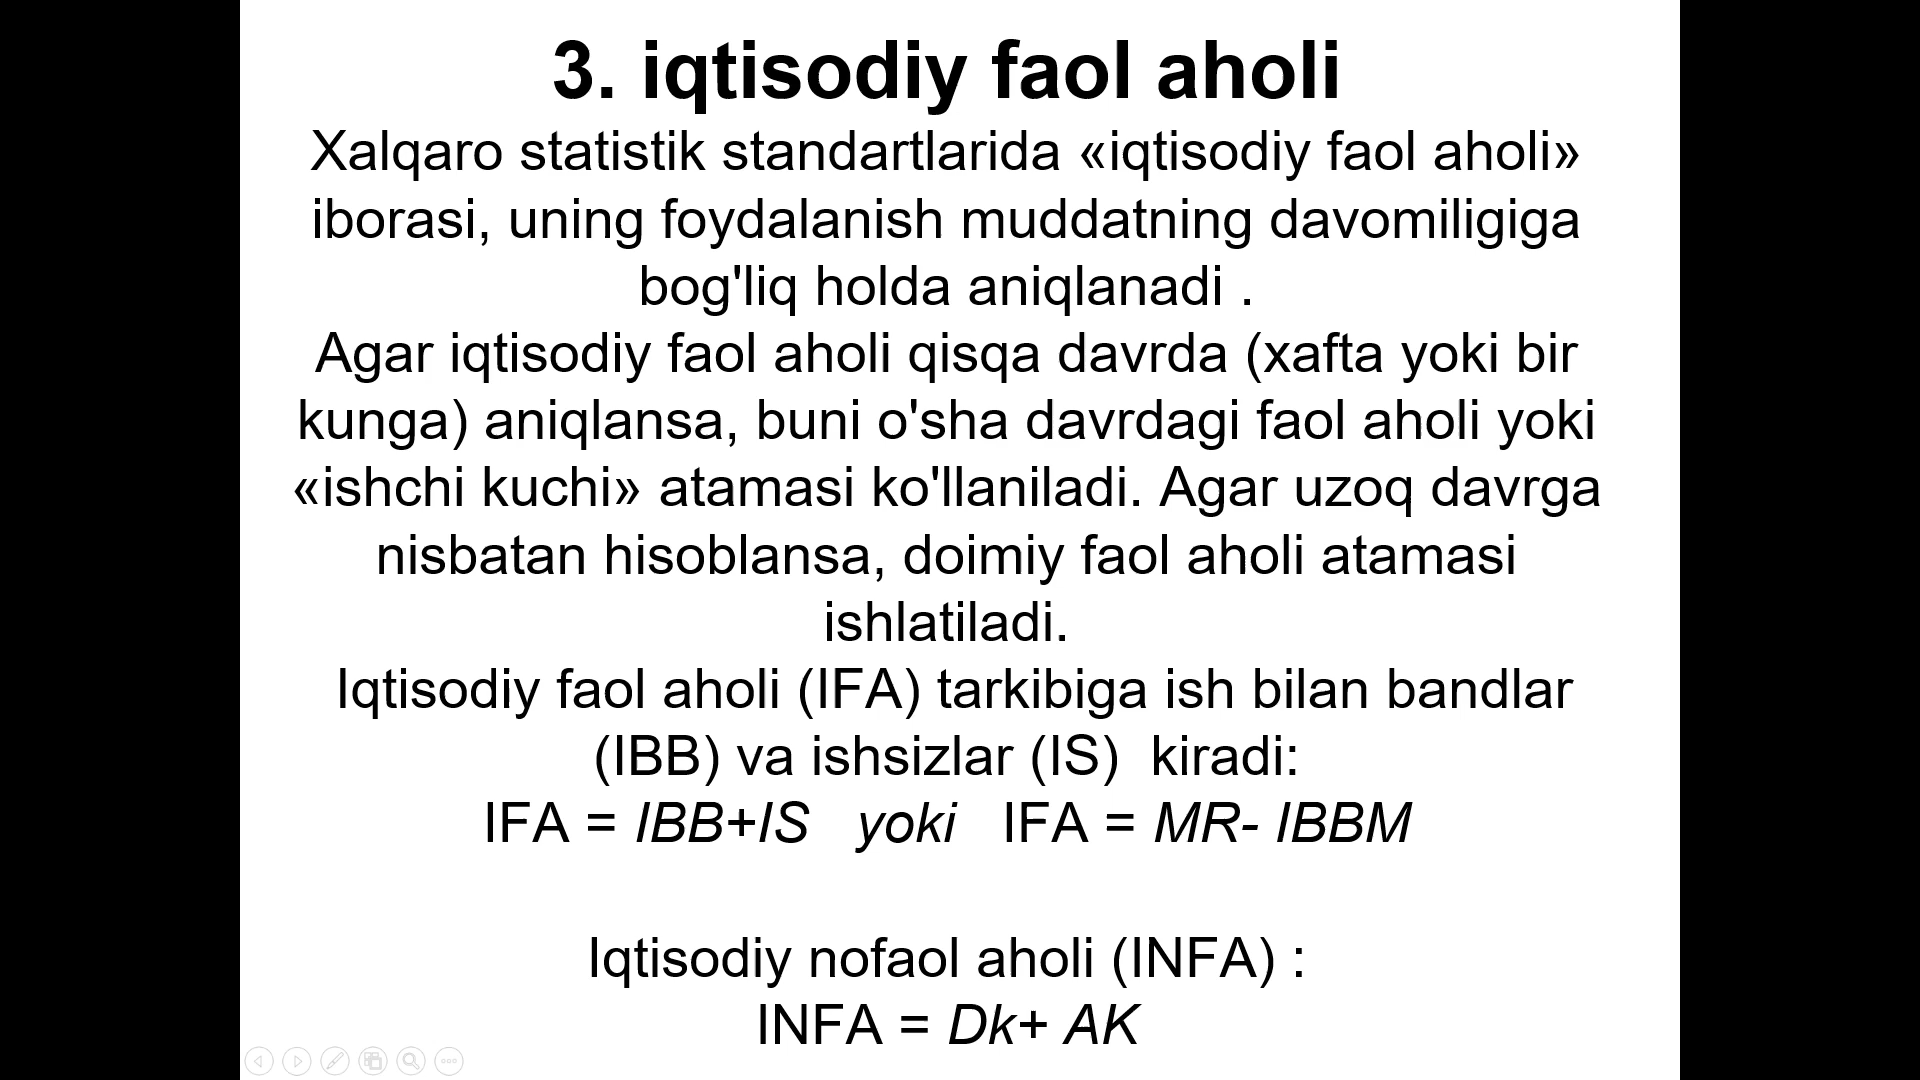 3. iqtisodiy faol aholi
Xalqaro statistik standartlarida «iqtisodiy faol aholi»
iborasi, uning foydalanish muddatning davomiligiga
bog'liq holda aniqlanadi .
Agar iqtisodiy faol aholi qisqa davrda (xafta yoki bir
kunga) aniqlansa, buni o'sha davrdagi faol aholi yoki
«ishchi kuchi» atamasi ko'llaniladi. Agar uzoq davrga
nisbatan hisoblansa, doimiy faol aholi atamasi
ishlatiladi.
Iqtisodiy faol aholi (IFA) tarkibiga ish bilan bandlar
(IBB) va ishsizlar (IS)  kiradi:
IFA = IBB+IS   yoki   IFA = MR- IBBM
Iqtisodiy nofaol aholi (INFA) :
INFA = Dk+ AK